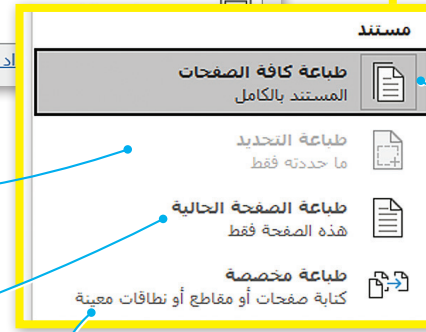 مستند
طباعة كافة الصفحات
المستند بالكامل
طباعة التحديد
ما حددته فقط
طباعة الصفحة الحالية
هذه الصفحة فقط
طباعة مخصصة
كتابة صفحات أو مقاطع أو نطاقات معينة